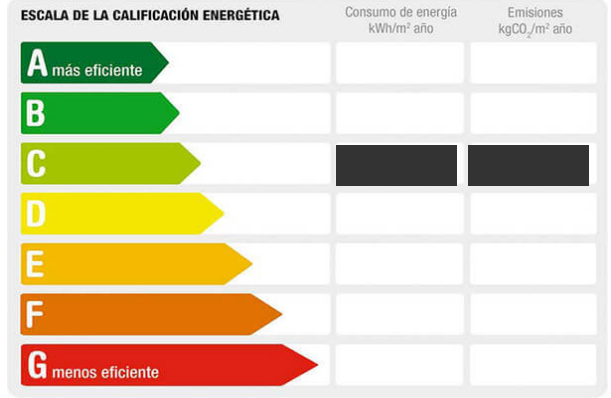 ESCALA DE LA CALIFICACIÓN ENERGÉTICA
Consumo de energía
kWh/m² año
Emisiones
kgCO₂/m² año
A más eficiente
B
C
D
E
F
G menos eficiente